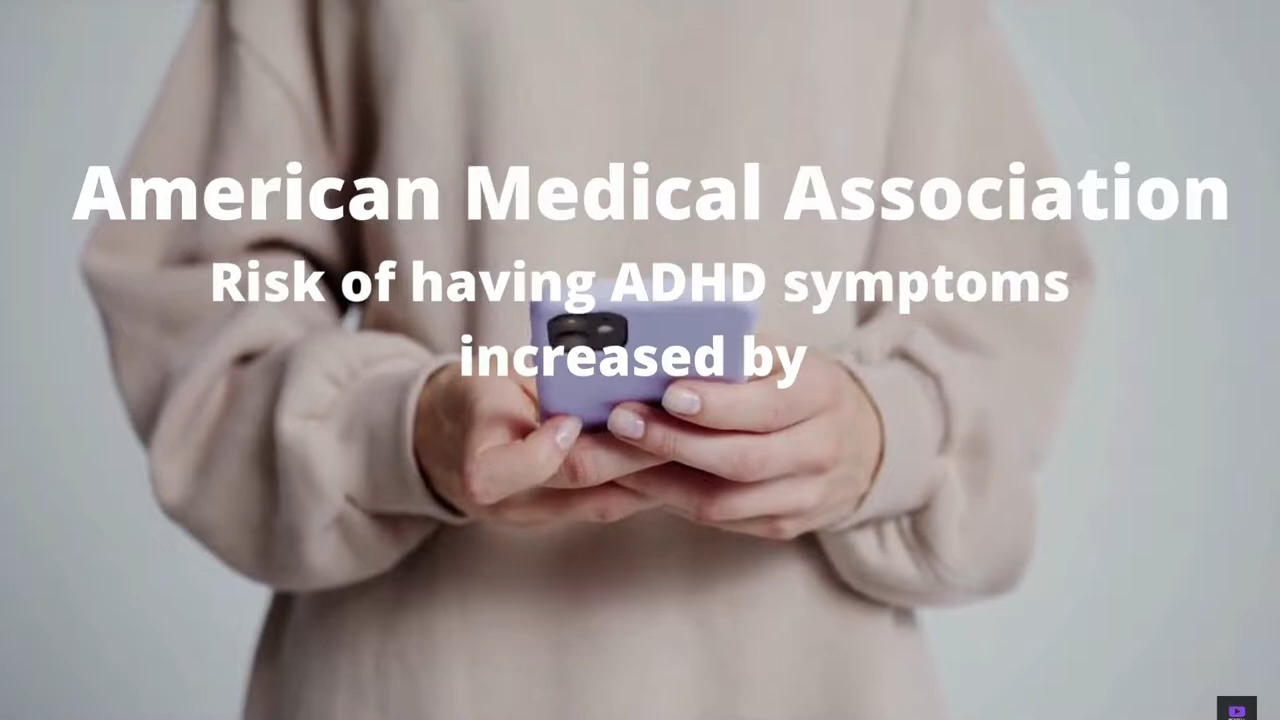 American Medical Association
Risk of having ADHD symptoms
increased by